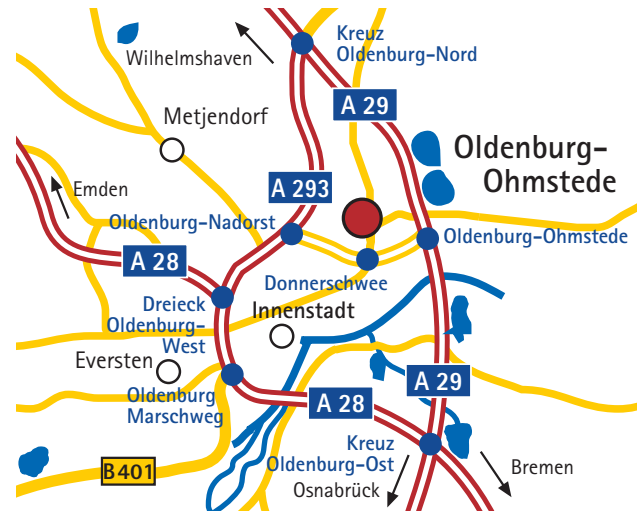 Kreuz
Oldenburg-Nord
Wilhelmshaven
A 29
Metjendorf
Oldenburg-
Ohmstede
A 293
Emden
Oldenburg-Nadorst
Oldenburg-Ohmstede
A 28
Donnerschwee
Dreieck
Oldenburg-
West
Innenstadt
Eversten
Oldenburg
Marschweg
A 29
A 28
Kreuz
Oldenburg-Ost
B401
Bremen
Osnabrück